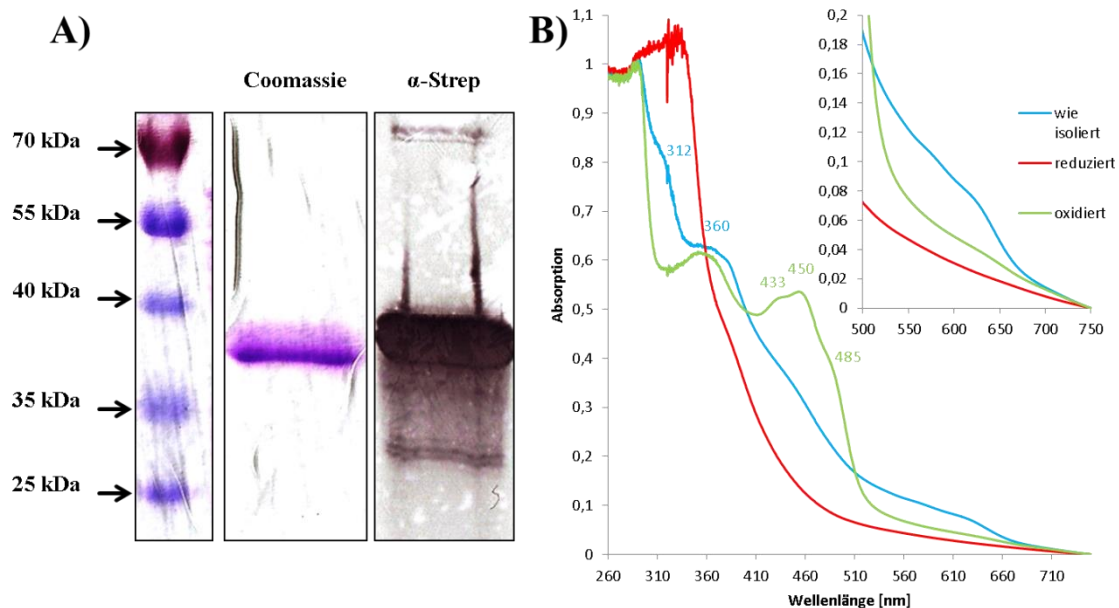 A)
Coomassie
α-Strep
70 kDa
55 kDa
40 kDa
35 kDa
25 kDa
B)
Absorption
1,1
1
0,9
0,8
0,7
0,6
0,5
0,4
0,3
0,2
0,1
0
260
310
360
410
460
510
560
610
660
710
Wellenlänge [nm]
312
360
433
450
485
0,2
0,18
0,16
0,14
0,12
0,1
0,08
0,06
0,04
0,02
0
500
550
600
650
700
750
wie
isoliert
reduziert
oxidiert